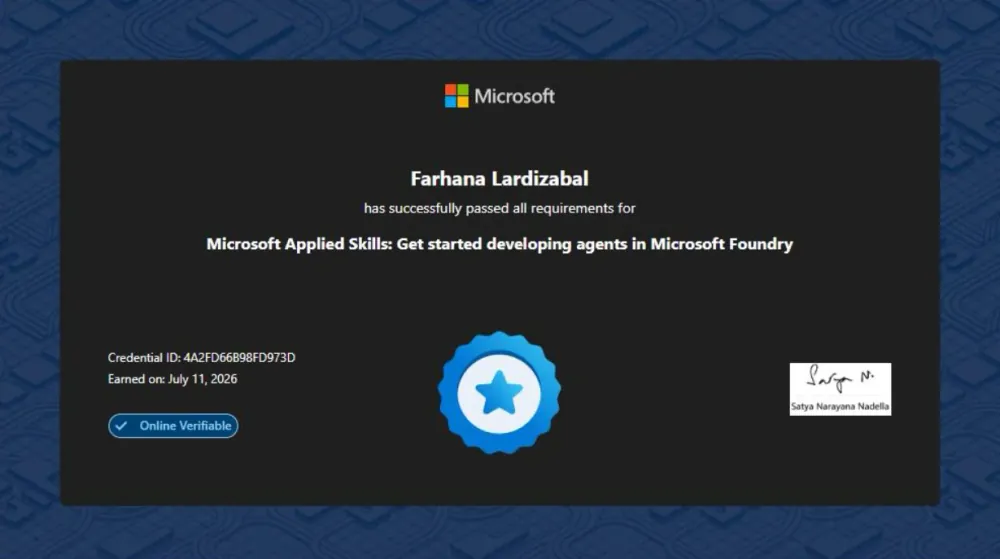 Microsoft
Farhana Lardizabal
has successfully passed all requirements for
Microsoft Applied Skills: Get started developing agents in Microsoft Foundry
Credential ID: 4A2FD66B98FD973D
Earned on: July 11, 2026
Online Verifiable
Satya N.
Satya Narayana Nadella